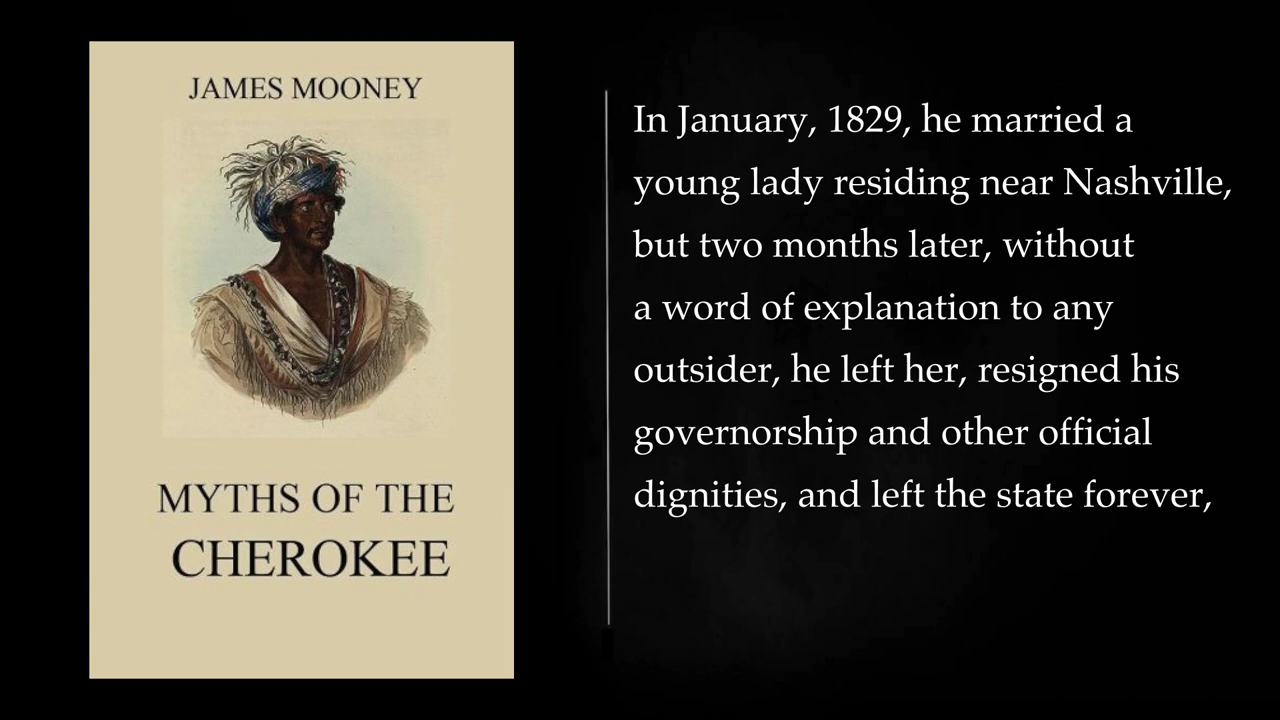 JAMES MOONEY
MYTHS OF THE
CHEROKEE
In January, 1829, he married a
young lady residing near Nashville,
but two months later, without
a word of explanation to any
outsider, he left her, resigned his
governorship and other official
dignities, and left the state forever,